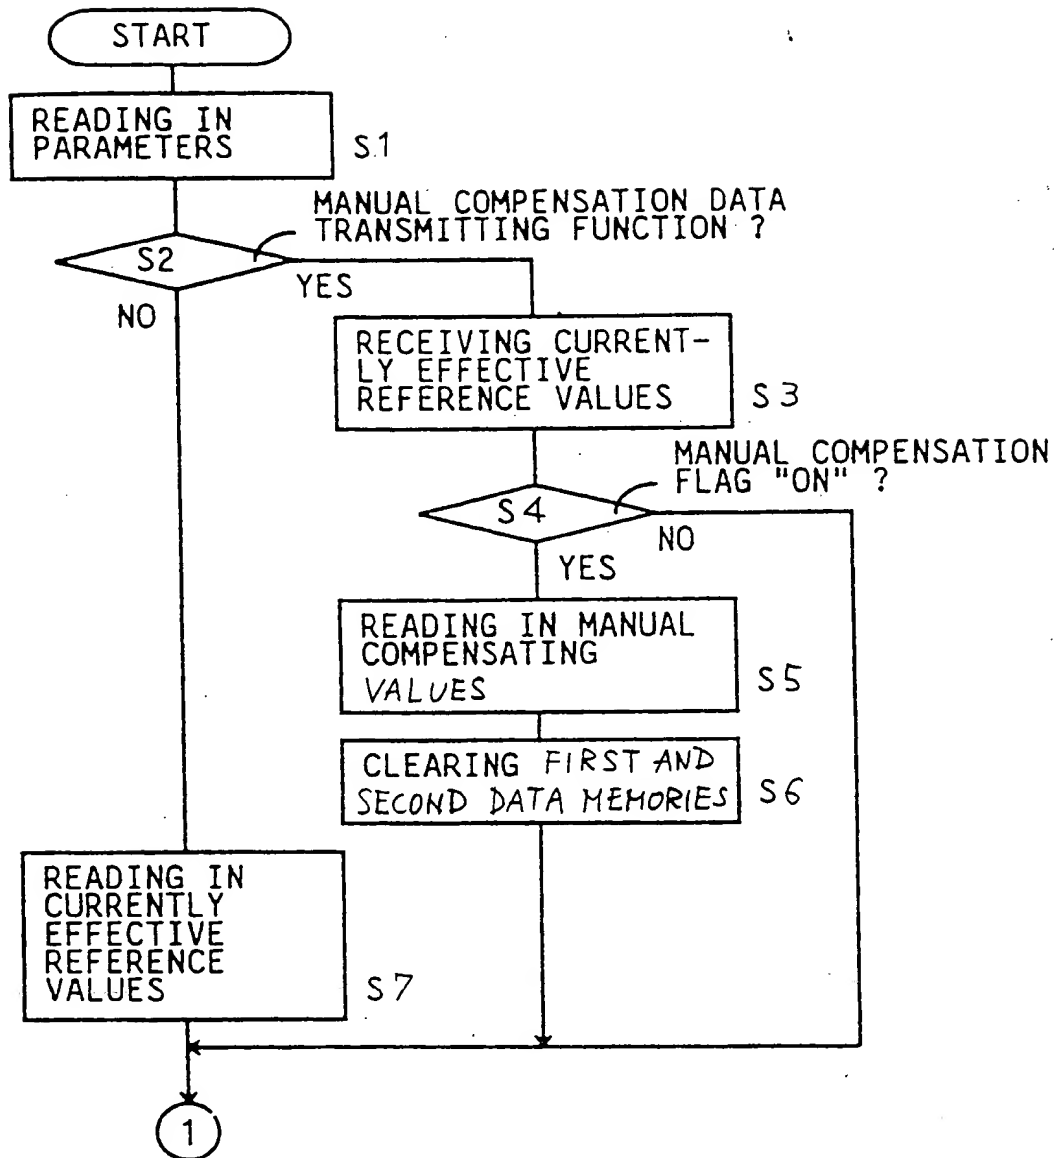 START
READING IN
PARAMETERS
S1
MANUAL COMPENSATION DATA
TRANSMITTING FUNCTION ?
S2
YES
NO
RECEIVING CURRENT-
LY EFFECTIVE
REFERENCE VALUES
S3
MANUAL COMPENSATION
FLAG "ON" ?
S4
NO
YES
READING IN MANUAL
COMPENSATING
VALUES
S5
CLEARING FIRST AND
SECOND DATA MEMORIES
S6
READING IN
CURRENTLY
EFFECTIVE
REFERENCE
VALUES
S7
1